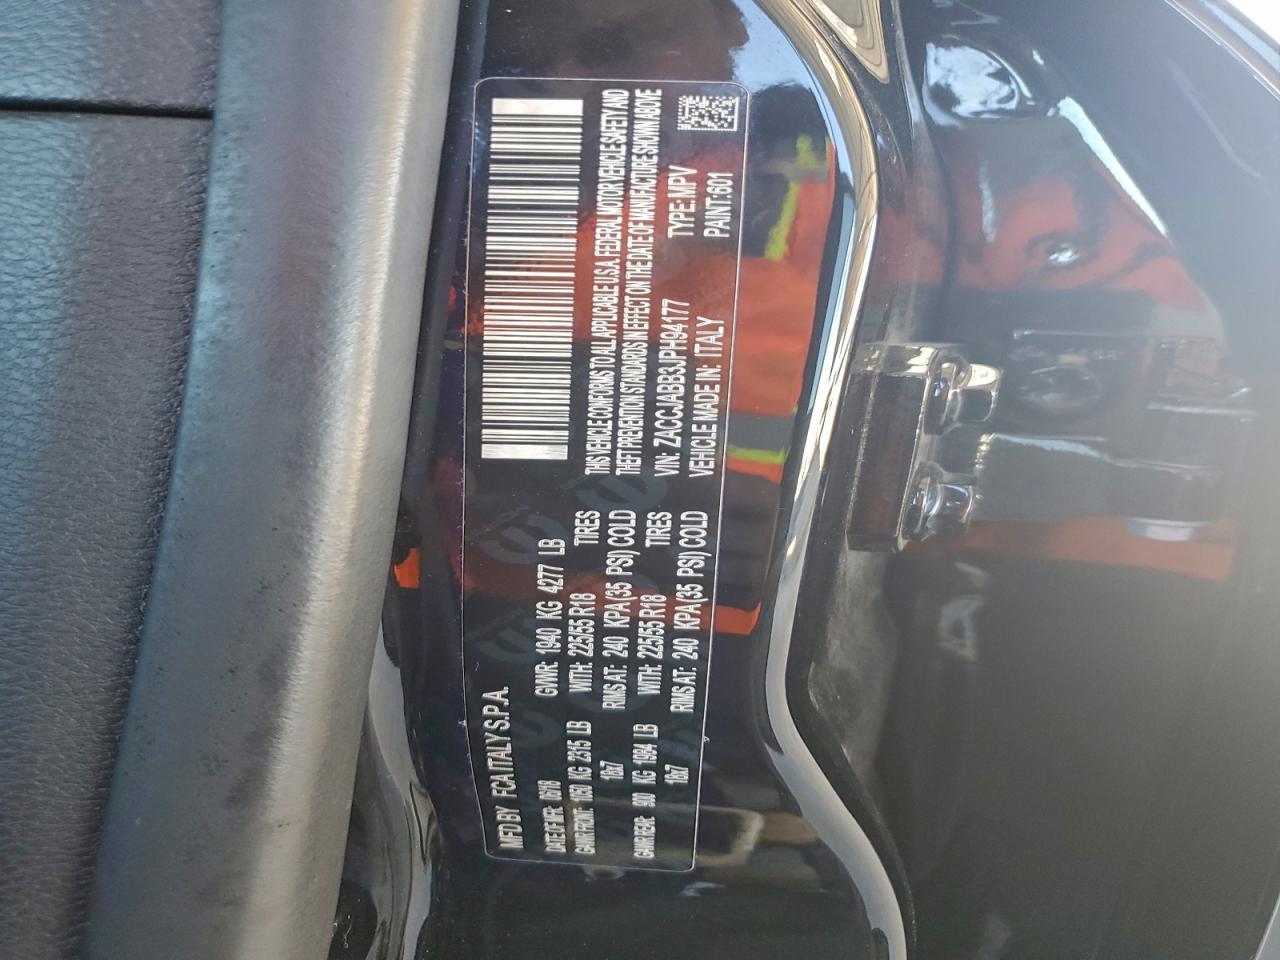 MFD BY FCA ITALY S.P.A.
DATE OF MFR: 06/18 GVWR: 1940 KG 4277 LB
GAWR FRONT: 1050 KG 2315 LB WITH: 225/55 R18 TIRES
18x7 RIMS AT: 240 KPA(35 PSI) COLD
GAWR REAR: 900 KG 1984 LB WITH: 225/55 R18 TIRES
18x7 RIMS AT: 240 KPA(35 PSI) COLD
THIS VEHICLE CONFORMS TO ALL APPLICABLE U.S.A. FEDERAL MOTOR VEHICLE SAFETY AND
THEFT PREVENTION STANDARDS IN EFFECT ON THE DATE OF MANUFACTURE SHOWN ABOVE
VIN: ZACCJABB3JPH94177 TYPE: MPV
VEHICLE MADE IN: ITALY PAINT:601